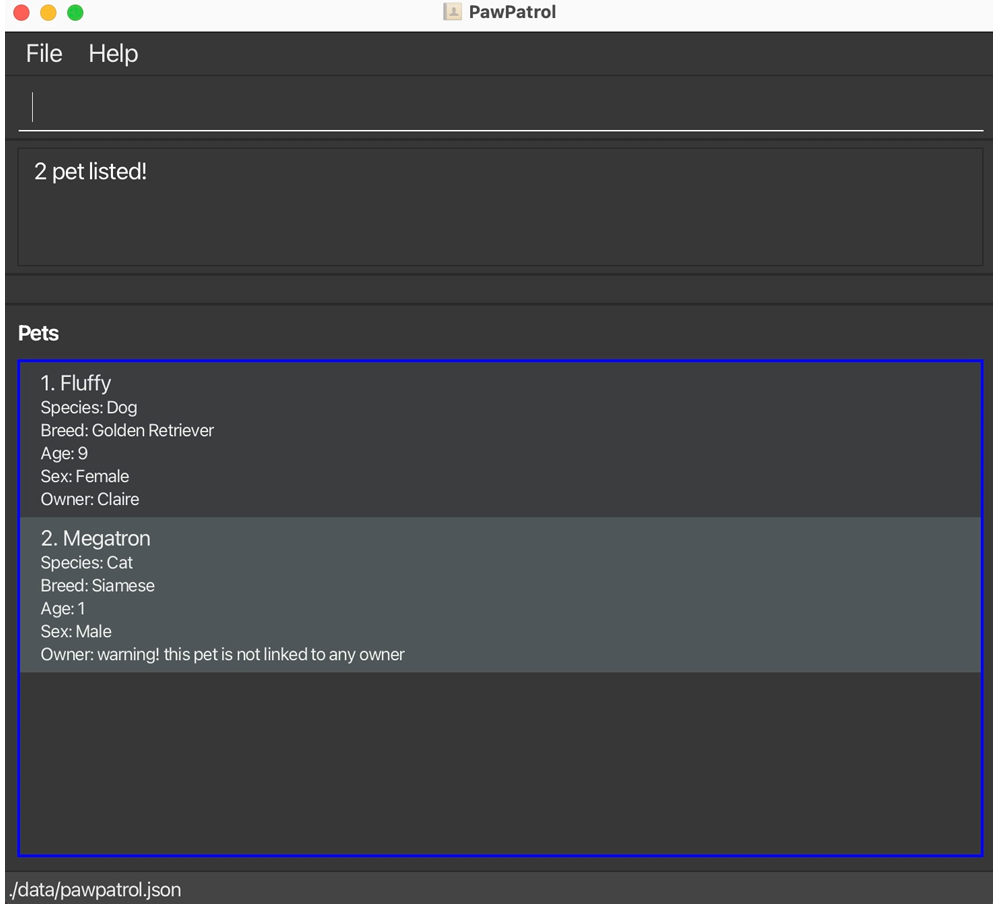 PawPatrol
File Help
2 pet listed!
Pets
1. Fluffy
Species: Dog
Breed: Golden Retriever
Age: 9
Sex: Female
Owner: Claire
2. Megatron
Species: Cat
Breed: Siamese
Age: 1
Sex: Male
Owner: warning! this pet is not linked to any owner
./data/pawpatrol.json